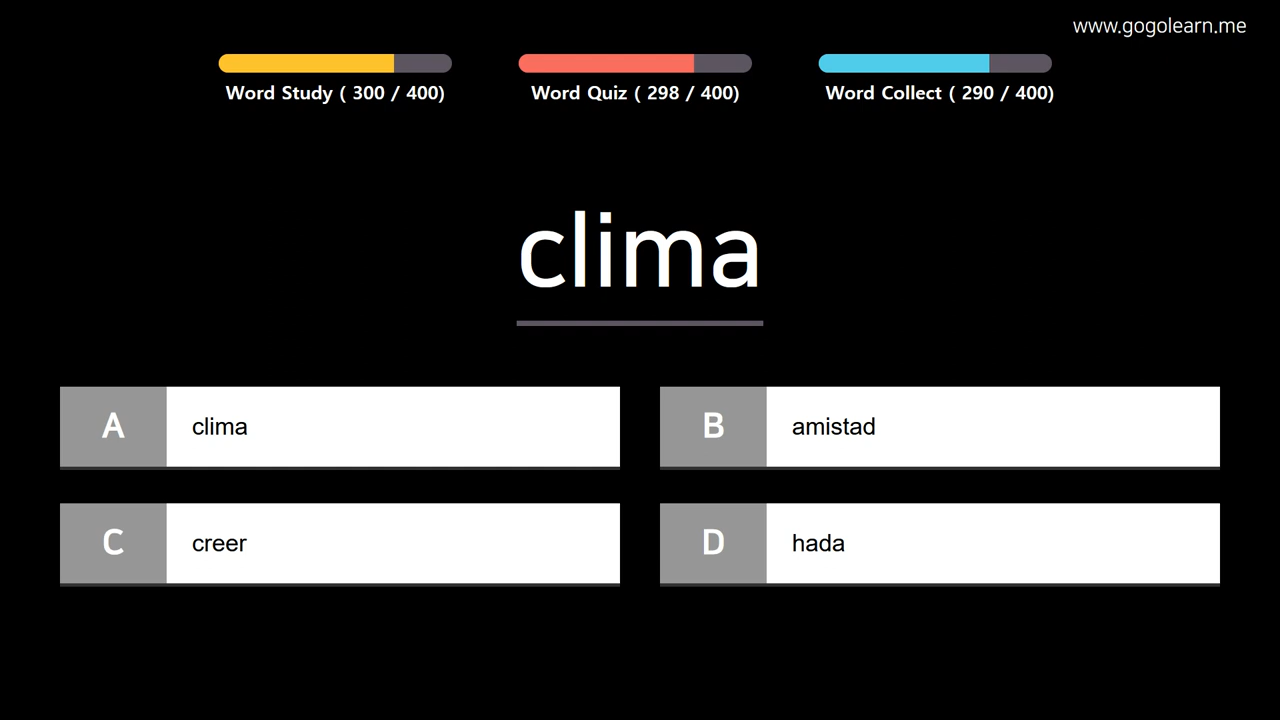 www.gogolearn.me
Word Study ( 300 / 400)
Word Quiz ( 298 / 400)
Word Collect ( 290 / 400)
clima
A clima
B amistad
C creer
D hada